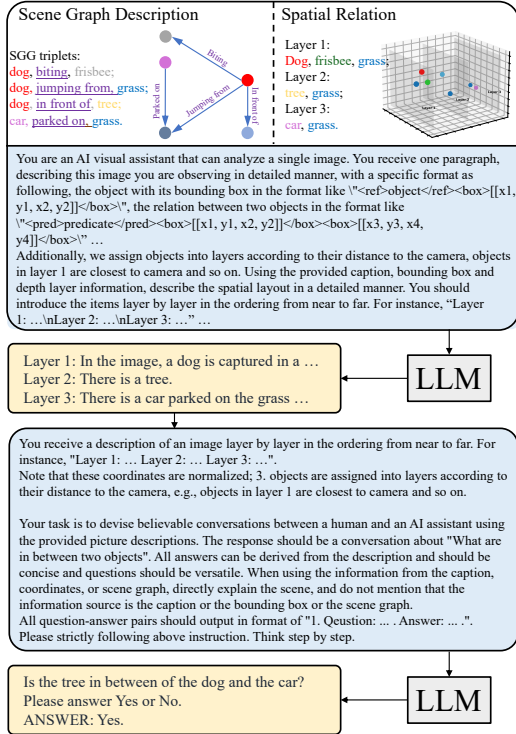 Scene Graph Description
Spatial Relation
SGG triplets:
dog, biting, frisbee;
dog, jumping from, grass;
dog, in front of, tree;
car, parked on, grass.
Biting
Parked on
Jumping from
In front of
Layer 1:
Dog, frisbee, grass;
Layer 2:
tree, grass;
Layer 3:
car, grass.
Layer 1
Layer 2
Layer 3
You are an AI visual assistant that can analyze a single image. You receive one paragraph,
describing this image you are observing in detailed manner, with a specific format as
following, the object with its bounding box in the format like \"<ref>object</ref><box>[[x1,
y1, x2, y2]]</box>\", the relation between two objects in the format like
\"<pred>predicate</pred><box>[[x1, y1, x2, y2]]</box><box>[[x3, y3, x4,
y4]]</box>\" …
Additionally, we assign objects into layers according to their distance to the camera, objects
in layer 1 are closest to camera and so on. Using the provided caption, bounding box and
depth layer information, describe the spatial layout in a detailed manner. You should
introduce the items layer by layer in the ordering from near to far. For instance, "Layer
1: …\nLayer 2: …\nLayer 3: …" …
LLM
Layer 1: In the image, a dog is captured in a …
Layer 2: There is a tree.
Layer 3: There is a car parked on the grass …
You receive a description of an image layer by layer in the ordering from near to far. For
instance, "Layer 1: … Layer 2: … Layer 3: …".
Note that these coordinates are normalized; 3. objects are assigned into layers according to
their distance to the camera, e.g., objects in layer 1 are closest to camera and so on.
Your task is to devise believable conversations between a human and an AI assistant using
the provided picture descriptions. The response should be a conversation about "What are
in between two objects". All answers can be derived from the description and should be
concise and questions should be versatile. When using the information from the caption,
coordinates, or scene graph, directly explain the scene, and do not mention that the
information source is the caption or the bounding box or the scene graph.
All question-answer pairs should output in format of "1. Qeustion: ... . Answer: ... .".
Please strictly following above instruction. Think step by step.
Is the tree in between of the dog and the car?
Please answer Yes or No.
ANSWER: Yes.
LLM